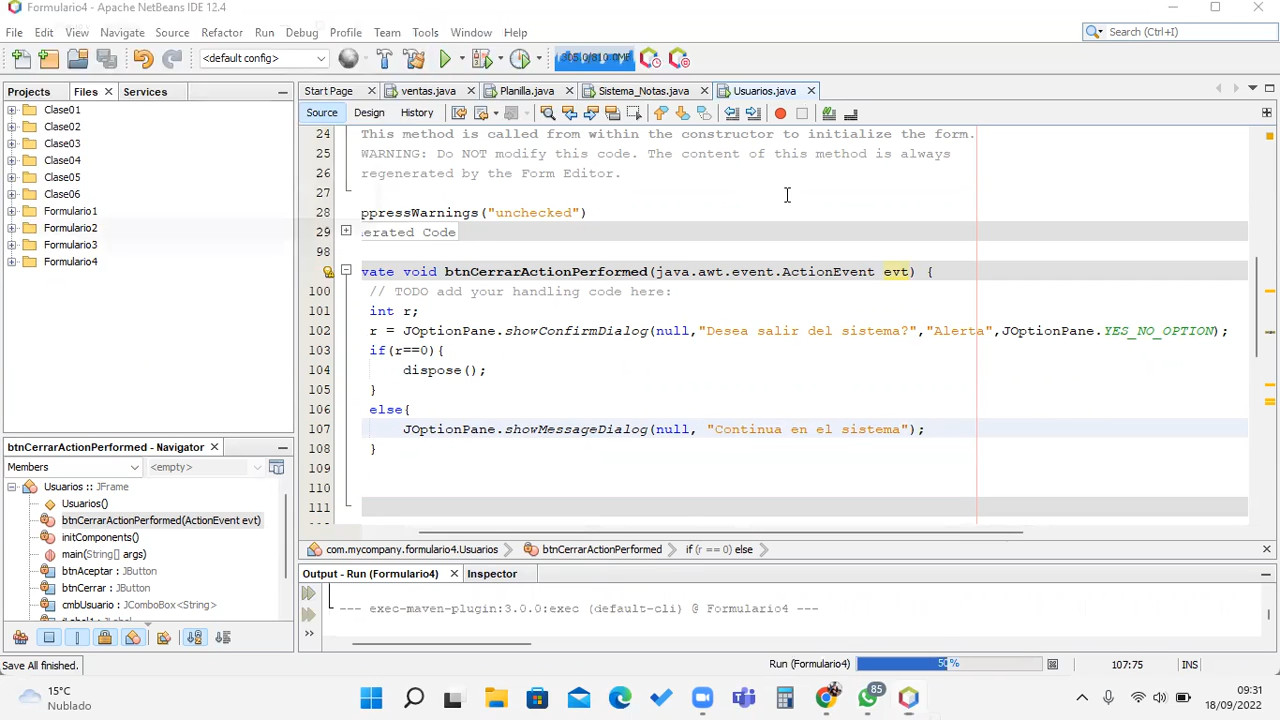 Formulario4 - Apache NetBeans IDE 12.4
File Edit View Navigate Source Refactor Run Debug Profile Team Tools Window Help
Search (Ctrl+I)
<default config>
Projects Files Services
Start Page ventas.java Planilla.java Sistema_Notas.java Usuarios.java
Source Design History
Clase01
Clase02
Clase03
Clase04
Clase05
Clase06
Formulario1
Formulario2
Formulario3
Formulario4
24 This method is called from within the constructor to initialize the form.
25 WARNING: Do NOT modify this code. The content of this method is always
26 regenerated by the Form Editor.
27
28 ppressWarnings("unchecked")
29 erated Code
98
vate void btnCerrarActionPerformed(java.awt.event.ActionEvent evt) {
100 // TODO add your handling code here:
101 int r;
102 r = JOptionPane.showConfirmDialog(null,"Desea salir del sistema?","Alerta",JOptionPane.YES_NO_OPTION);
103 if(r==0){
104 dispose();
105 }
106 else{
107 JOptionPane.showMessageDialog(null, "Continua en el sistema");
108 }
109
110
111
btnCerrarActionPerformed - Navigator
Members <empty>
Usuarios :: JFrame
Usuarios()
btnCerrarActionPerformed(ActionEvent evt)
initComponents()
main(String[] args)
btnAceptar : JButton
btnCerrar : JButton
cmbUsuario : JComboBox<String>
com.mycompany.formulario4.Usuarios btnCerrarActionPerformed if (r == 0) else
Output - Run (Formulario4) Inspector
--- exec-maven-plugin:3.0.0:exec (default-cli) @ Formulario4 ---
Save All finished.
Run (Formulario4) 50% 107:75 INS
15°C
Nublado
85
09:31
18/09/2022